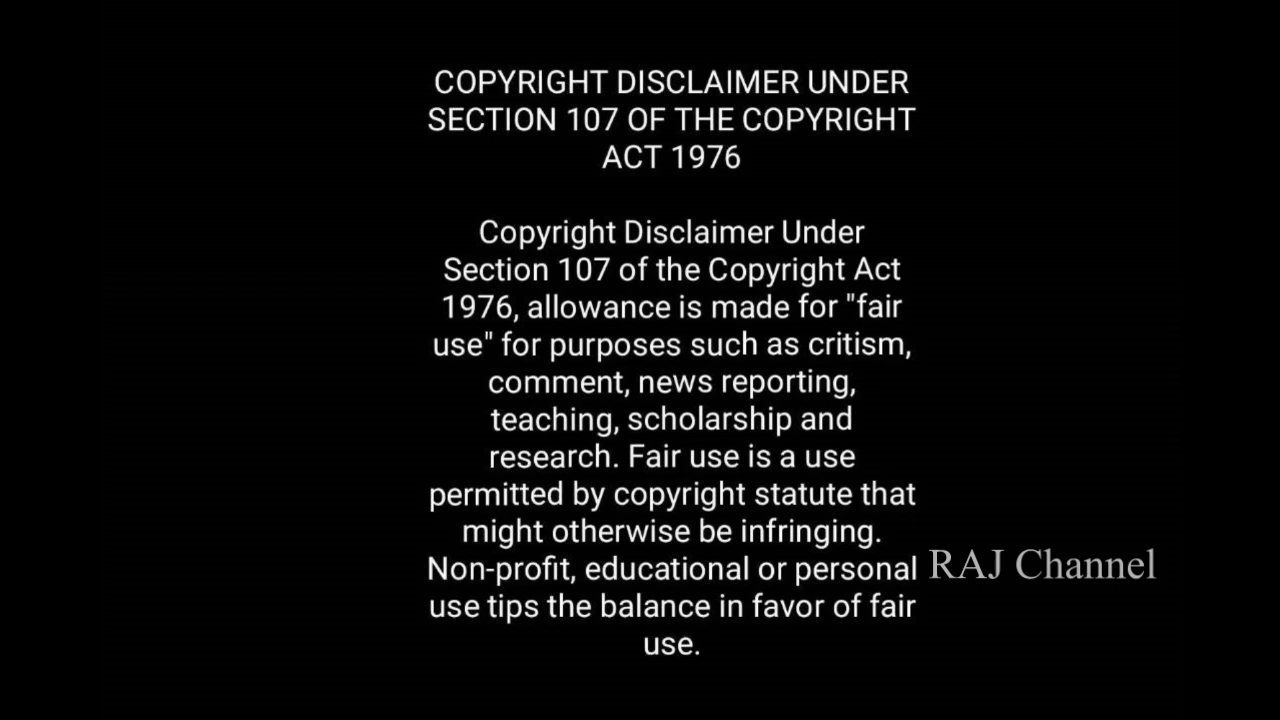 COPYRIGHT DISCLAIMER UNDER
SECTION 107 OF THE COPYRIGHT
ACT 1976
Copyright Disclaimer Under
Section 107 of the Copyright Act
1976, allowance is made for "fair
use" for purposes such as critism,
comment, news reporting,
teaching, scholarship and
research. Fair use is a use
permitted by copyright statute that
might otherwise be infringing.
Non-profit, educational or personal
use tips the balance in favor of fair
use.
RAJ Channel